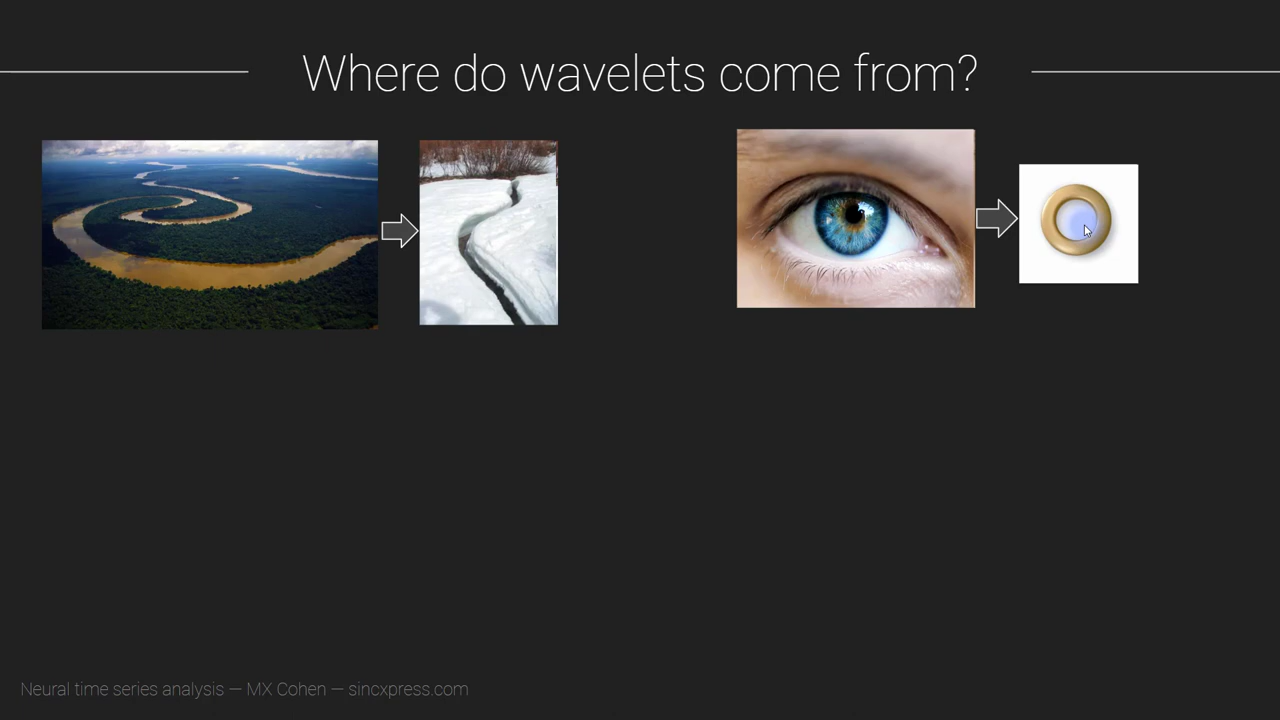 Where do wavelets come from?
Neural time series analysis — MX Cohen — sincxpress.com